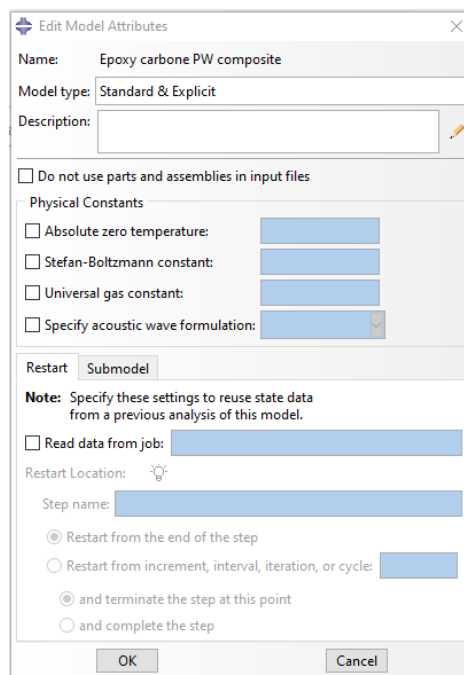 Edit Model Attributes
Name: Epoxy carbone PW composite
Model type: Standard & Explicit
Description:
Do not use parts and assemblies in input files
Physical Constants
Absolute zero temperature:
Stefan-Boltzmann constant:
Universal gas constant:
Specify acoustic wave formulation:
Restart Submodel
Note: Specify these settings to reuse state data
from a previous analysis of this model.
Read data from job:
Restart Location:
Step name:
Restart from the end of the step
Restart from increment, interval, iteration, or cycle:
and terminate the step at this point
and complete the step
OK Cancel